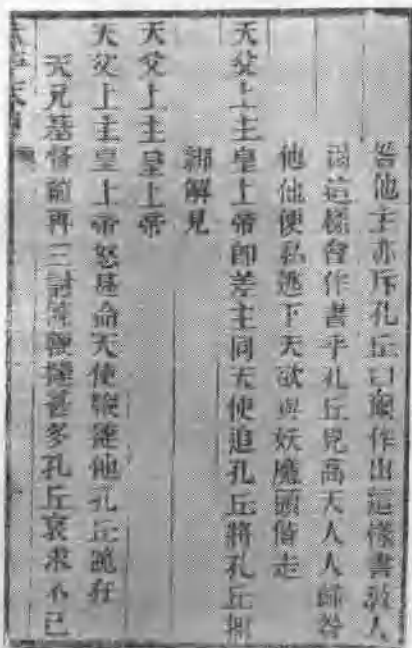 咎他主亦斥孔丘曰爾作出這樣書教人
爾這樣會作書乎孔丘見高天人人歸咎
他他便私逃下天欲與妖魔頭偕走
天父上主皇上帝即差主同天使追孔丘將孔丘捆
綁解見
天父上主皇上帝
天父上主皇上帝怒甚命天使鞭撻他孔丘跪在
天兄基督前再三討饒鞭撻甚多孔丘哀求不已